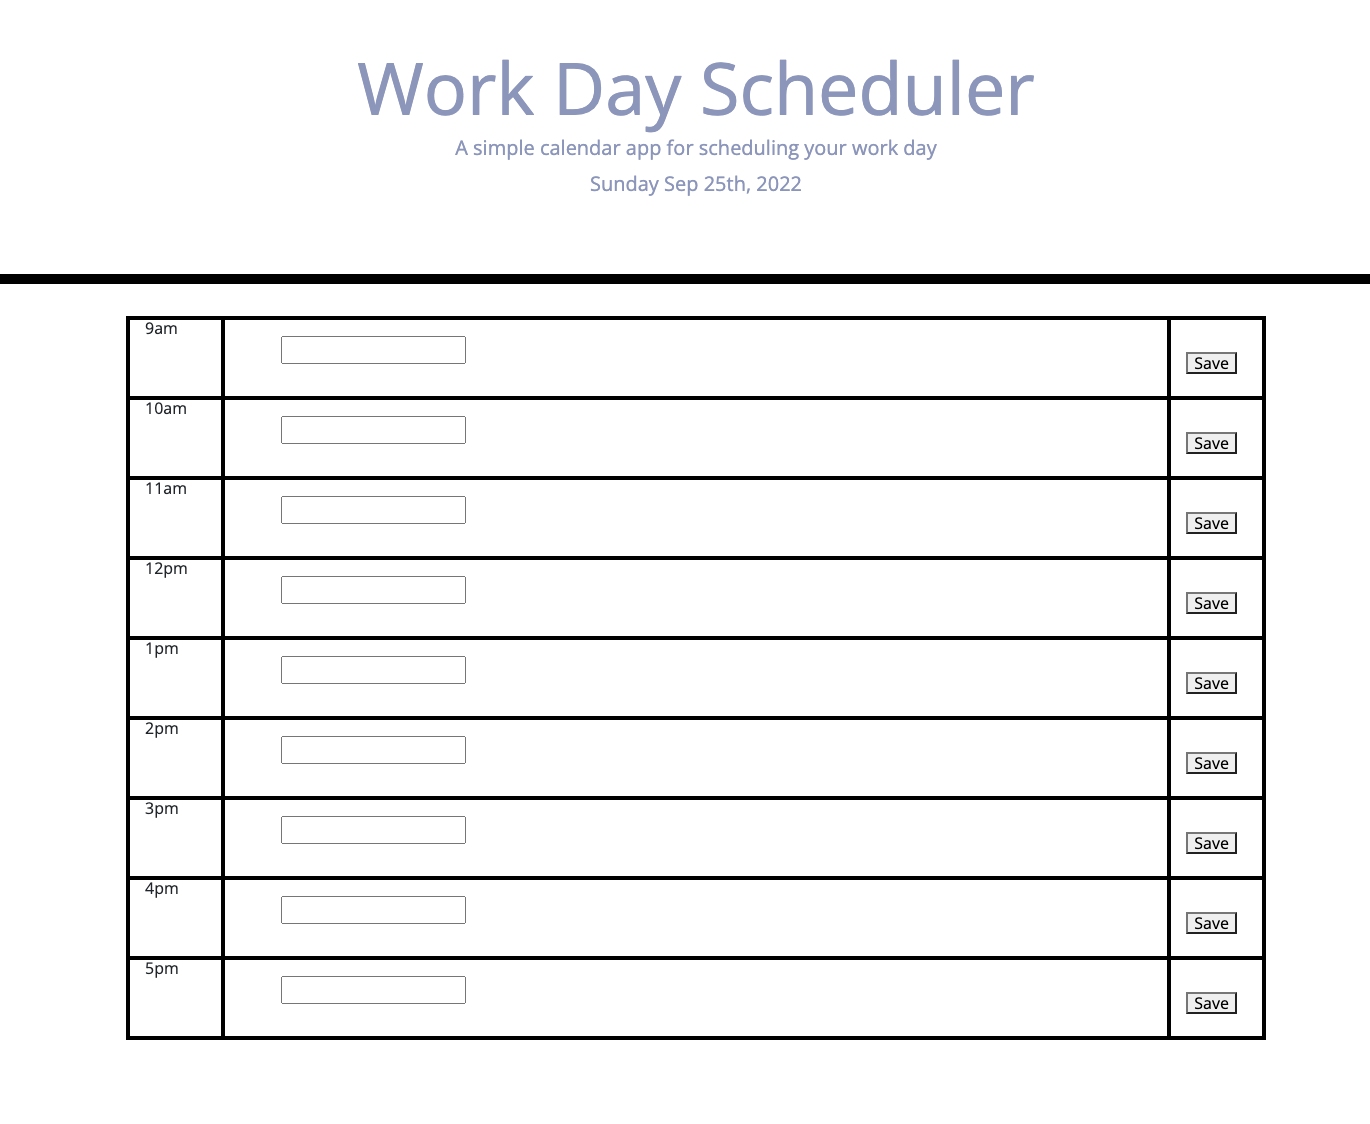 Work Day Scheduler
A simple calendar app for scheduling your work day
Sunday Sep 25th, 2022
9am
Save
10am
Save
11am
Save
12pm
Save
1pm
Save
2pm
Save
3pm
Save
4pm
Save
5pm
Save